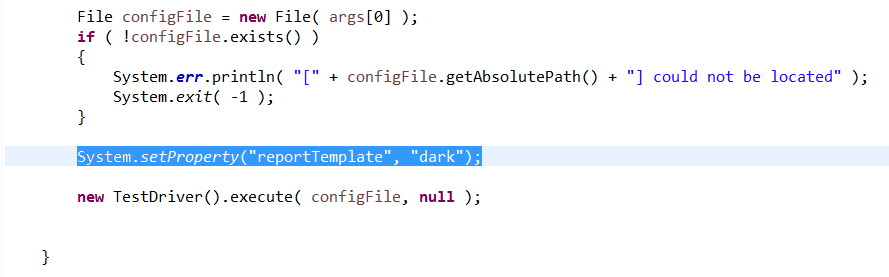 File configFile = new File( args[0] );
if ( !configFile.exists() )
{
System.err.println( "[" + configFile.getAbsolutePath() + "] could not be located" );
System.exit( -1 );
}
System.setProperty("reportTemplate", "dark");
new TestDriver().execute( configFile, null );
}